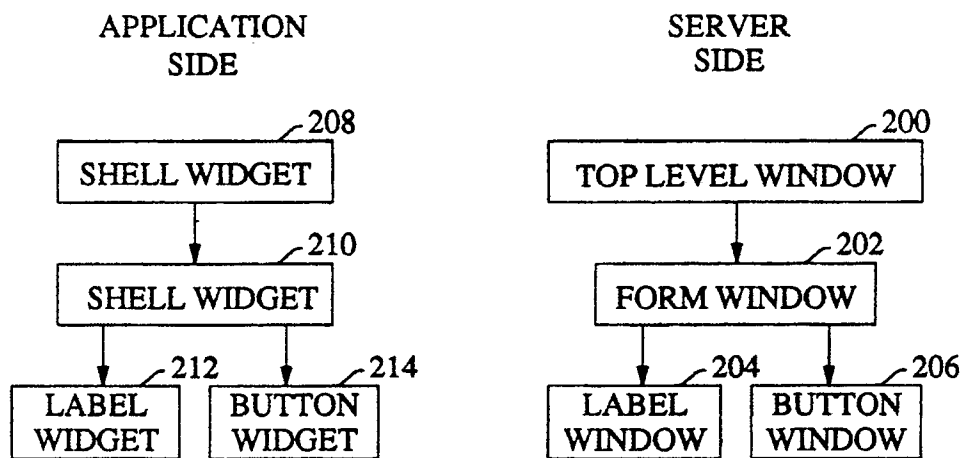 APPLICATION
SIDE
SERVER
SIDE
208
SHELL WIDGET
200
TOP LEVEL WINDOW
210
SHELL WIDGET
202
FORM WINDOW
212
LABEL
WIDGET
214
BUTTON
WIDGET
204
LABEL
WINDOW
206
BUTTON
WINDOW